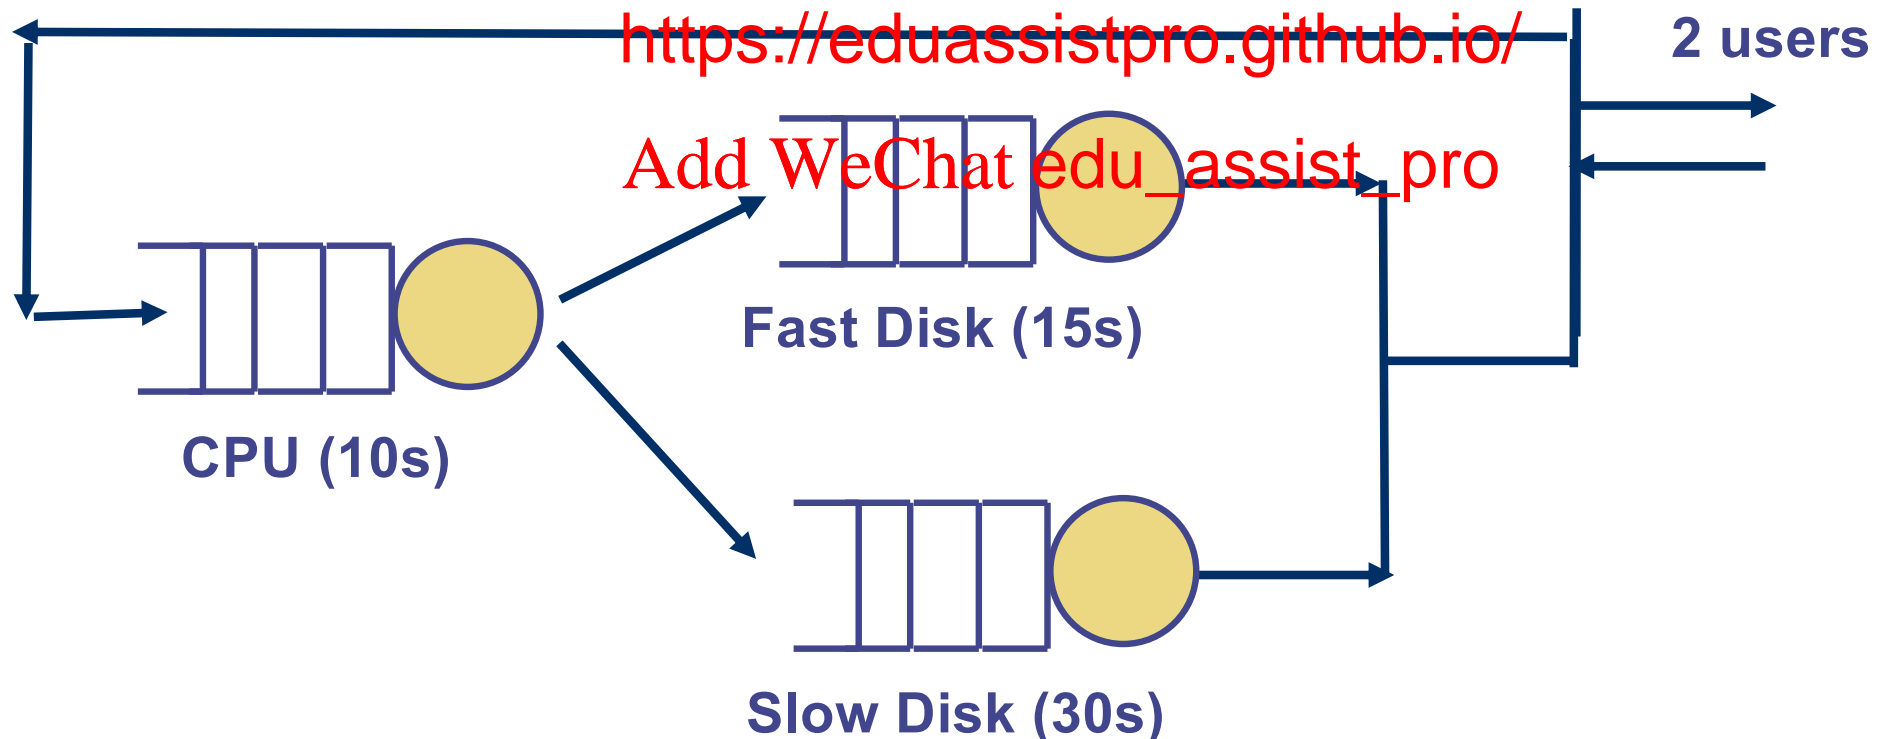 https://eduassistpro.github.io/
2 users
Add WeChat edu_assist_pro
Fast Disk (15s)
CPU (10s)
Slow Disk (30s)